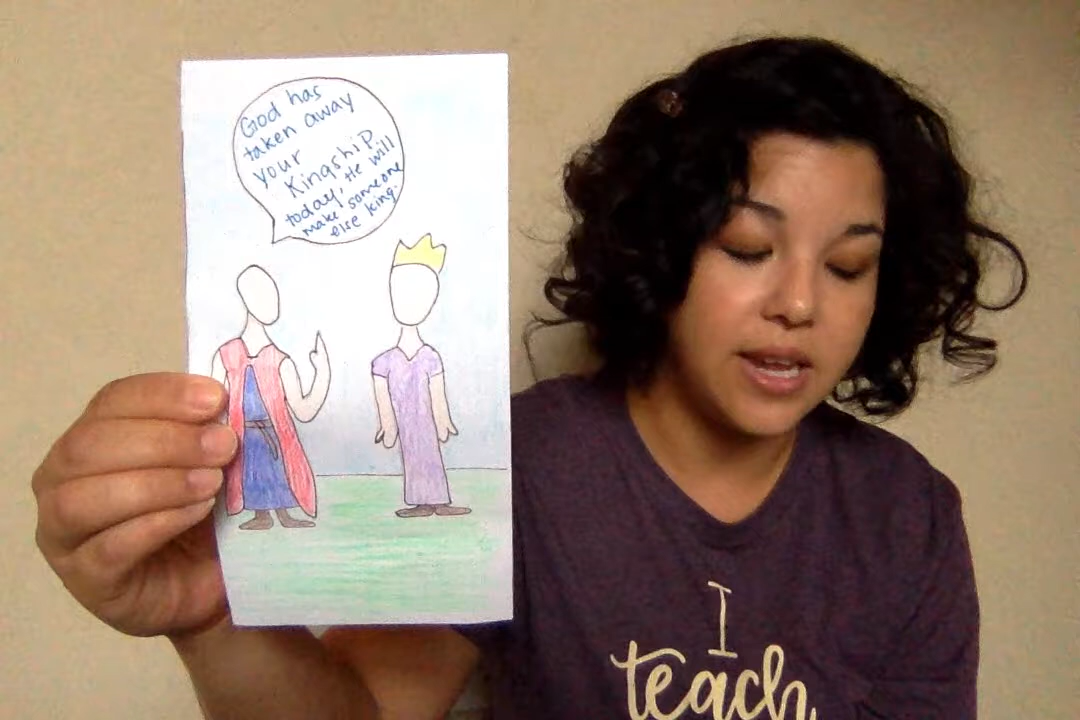 God has
taken away
your
Kingship
today, He will
make someone
else king.
I
teach